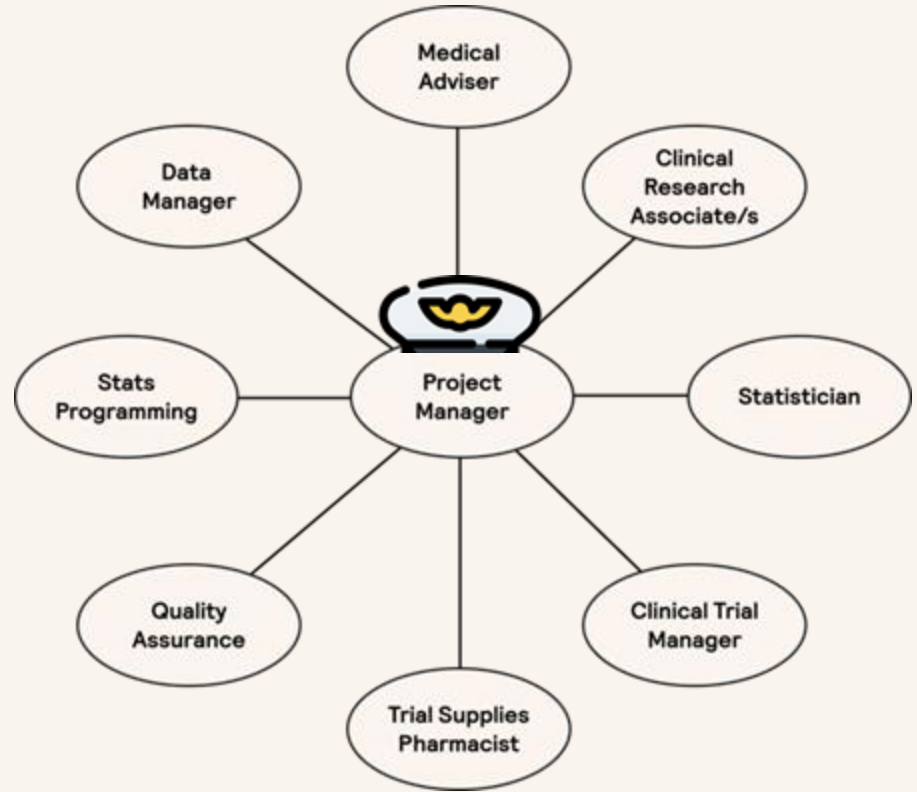 Medical
Adviser
Data
Manager
Clinical
Research
Associate/s
Stats
Programming
Project
Manager
Statistician
Quality
Assurance
Clinical Trial
Manager
Trial Supplies
Pharmacist